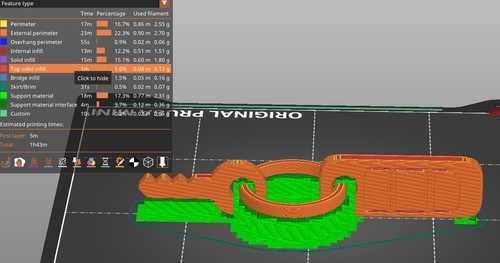 Feature type
Time Percentage Used filament
Perimeter 17m 16.7% 0.86 m 2.55 g
External perimeter 23m 22.3% 0.90 m 2.70 g
Overhang perimeter 55s 0.9% 0.02 m 0.06 g
Internal infill 13m 12.2% 0.51 m 1.51 g
Solid infill 15m 15.1% 0.60 m 1.80 g
Top solid infill 1m 1.0% 0.04 m 0.13 g
Bridge infill 1.5% 0.05 m 0.16 g
Click to hide
Skirt/Brim 31s 0.5% 0.02 m 0.07 g
Support material 18m 17.3% 0.77 m 2.31 g
Support material interface 4m 3.7% 0.12 m 0.36 g
Custom
Estimated printing times:
First layer: 5m
Total: 1h43m
ORIGINAL PRU